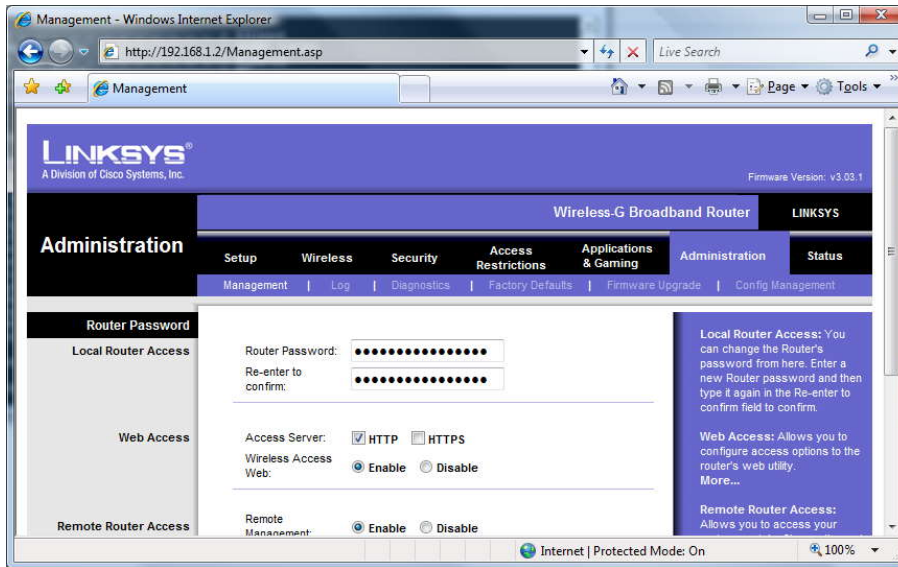 Management - Windows Internet Explorer
http://192.168.1.2/Management.asp
Live Search
Management
Page
Tools
LINKSYS®
A Division of Cisco Systems, Inc.
Firmware Version: v3.03.1
Wireless-G Broadband Router
LINKSYS
Administration
Setup
Wireless
Security
Access Restrictions
Applications & Gaming
Administration
Status
Management | Log | Diagnostics | Factory Defaults | Firmware Upgrade | Config Management
Router Password
Local Router Access
Router Password:
Re-enter to
confirm:
Web Access
Access Server:
HTTP
HTTPS
Wireless Access
Web:
Enable
Disable
Remote Router Access
Remote
Management:
Enable
Disable
Local Router Access: You
can change the Router's
password from here. Enter a
new Router password and then
type it again in the Re-enter to
confirm field to confirm.
Web Access: Allows you to
configure access options to the
router's web utility.
More...
Remote Router Access:
Allows you to access your
Internet | Protected Mode: On
100%